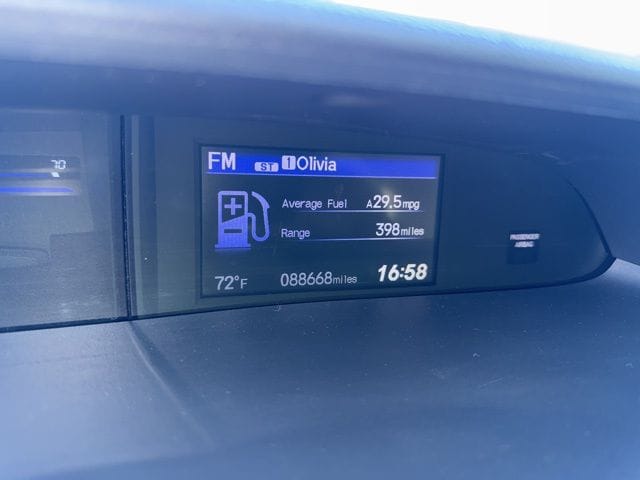 70
FM ST 1 Olivia
Average Fuel A29.5mpg
Range 398miles
72°F 088668miles 16:58
PASSENGER
AIRBAG